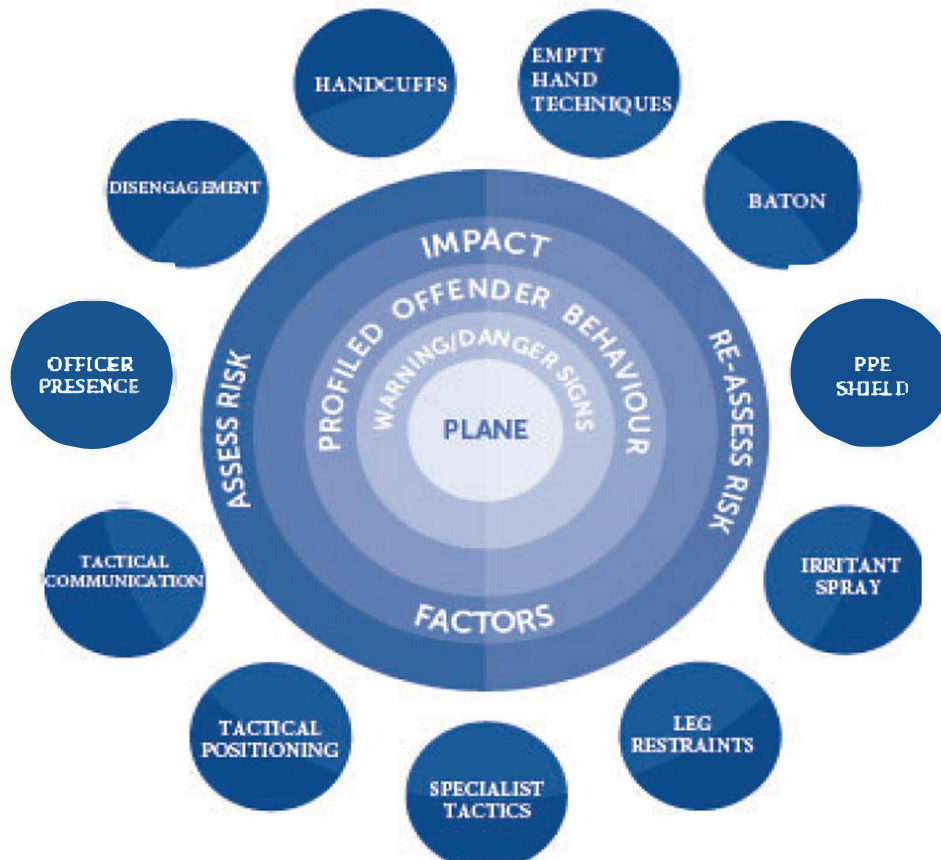 HANDCUFFS
EMPTY
HAND
TECHNIQUES
DISENGAGEMENT
BATON
OFFICER
PRESENCE
PPE
SHIELD
TACTICAL
COMMUNICATION
IRRITANT
SPRAY
TACTICAL
POSITIONING
LEG
RESTRAINTS
SPECIALIST
TACTICS
ASSESS RISK
RE-ASSESS RISK
IMPACT
FACTORS
PROFILED OFFENDER BEHAVIOUR
WARNING/DANGER SIGNS
PLANE